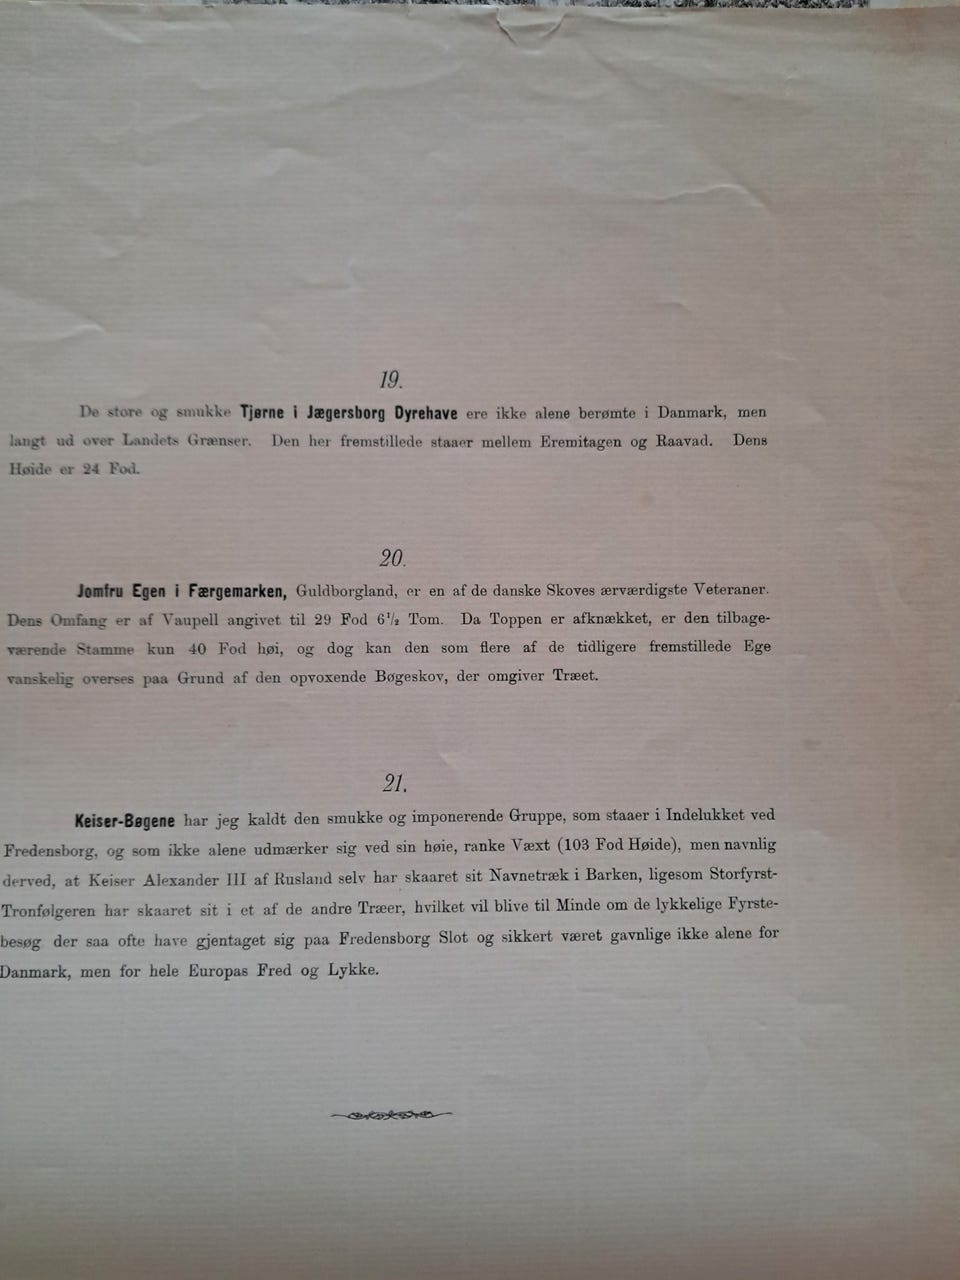 19.
De store og smukke Tjørne i Jægersborg Dyrehave ere ikke alene berømte i Danmark, men
langt ud over Landets Grænser. Den her fremstillede staaer mellem Eremitagen og Raavad. Dens
Høide er 24 Fod.
20.
Jomfru Egen i Færgemarken, Guldborgland, er en af de danske Skoves ærværdigste Veteraner.
Dens Omfang er af Vaupell angivet til 29 Fod 6½ Tom. Da Toppen er afknækket, er den tilbage-
værende Stamme kun 40 Fod høi, og dog kan den som flere af de tidligere fremstillede Ege
vanskelig overses paa Grund af den opvoxende Bøgeskov, der omgiver Træet.
21.
Keiser-Bøgene har jeg kaldt den smukke og imponerende Gruppe, som staaer i Indelukket ved
Fredensborg, og som ikke alene udmærker sig ved sin høie, ranke Væxt (103 Fod Høide), men navnlig
derved, at Keiser Alexander III af Rusland selv har skaaret sit Navnetræk i Barken, ligesom Storfyrst-
Tronfølgeren har skaaret sit i et af de andre Træer, hvilket vil blive til Minde om de lykkelige Fyrste-
besøg der saa ofte have gjentaget sig paa Fredensborg Slot og sikkert været gavnlige ikke alene for
Danmark, men for hele Europas Fred og Lykke.